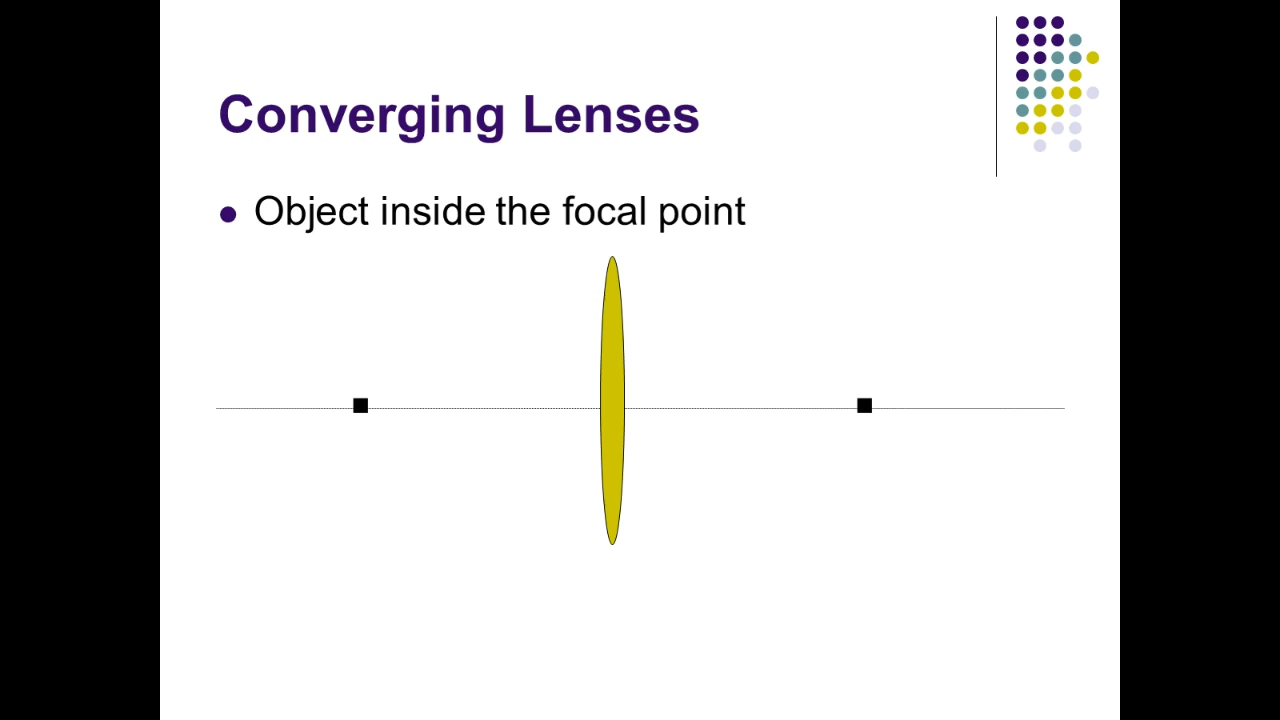 Converging Lenses
Object inside the focal point